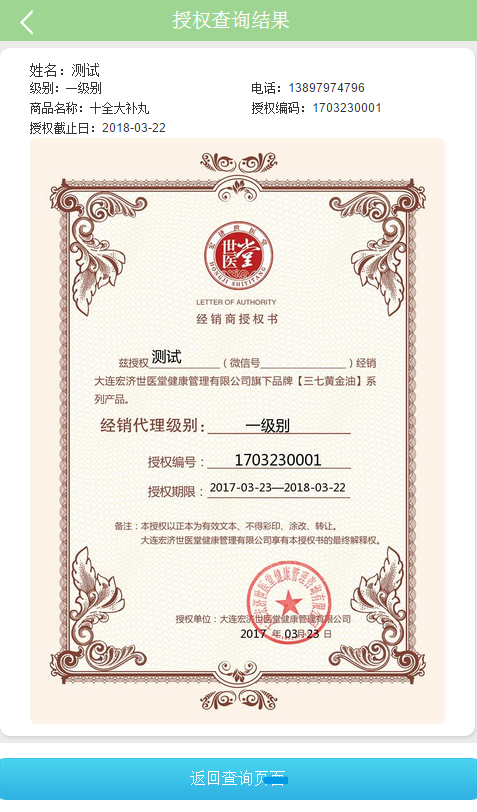 授权查询结果
姓名：测试
级别：一级别 电话：13897974796
商品名称：十全大补丸 授权编码：1703230001
授权截止日：2018-03-22
宏济世医堂
世医堂
HONGJI SHIYITANG
LETTER OF AUTHORITY
经销商授权书
兹授权 测试 （微信号 ）经销
大连宏济世医堂健康管理有限公司旗下品牌【三七黄金油】系
列产品。
经销代理级别： 一级别
授权编号： 1703230001
授权期限： 2017-03-23—2018-03-22
备注：本授权以正本为有效文本、不得彩印、涂改、转让。
大连宏济世医堂健康管理有限公司享有本授权书的最终解释权。
授权单位：大连宏济世医堂健康管理有限公司
2017 年 03 月 23 日
返回查询页面